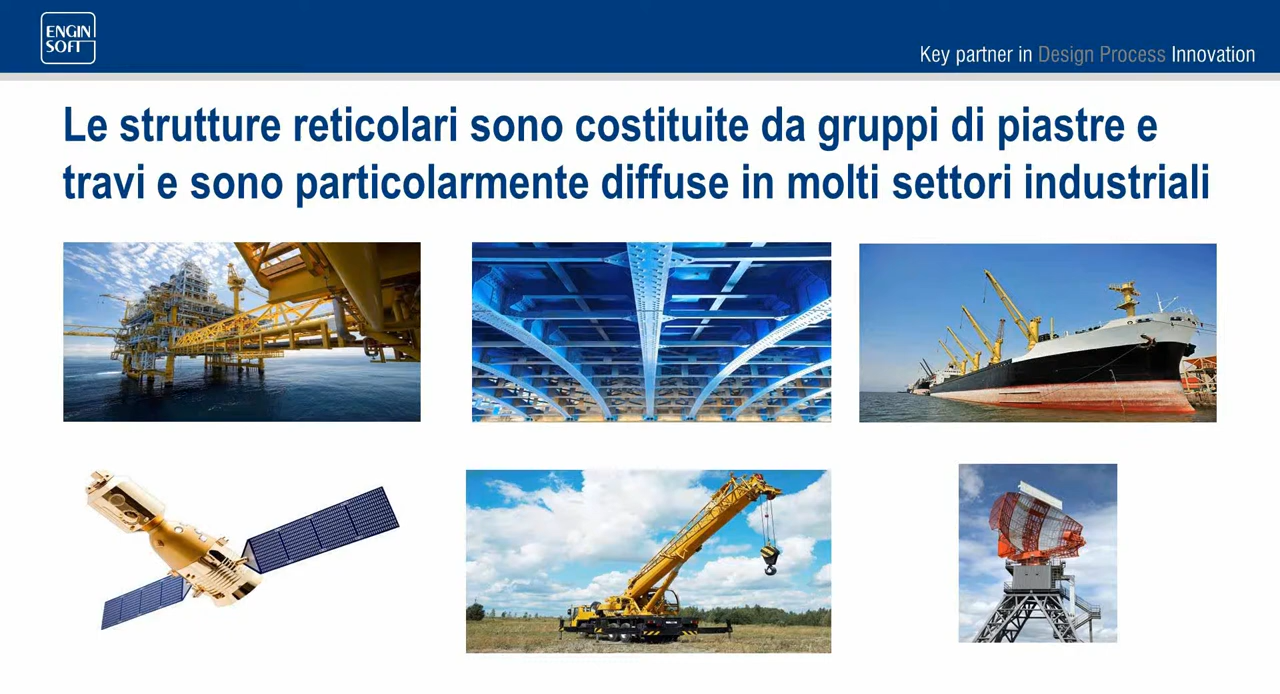 ENGIN
SOFT
Key partner in Design Process Innovation
Le strutture reticolari sono costituite da gruppi di piastre e
travi e sono particolarmente diffuse in molti settori industriali